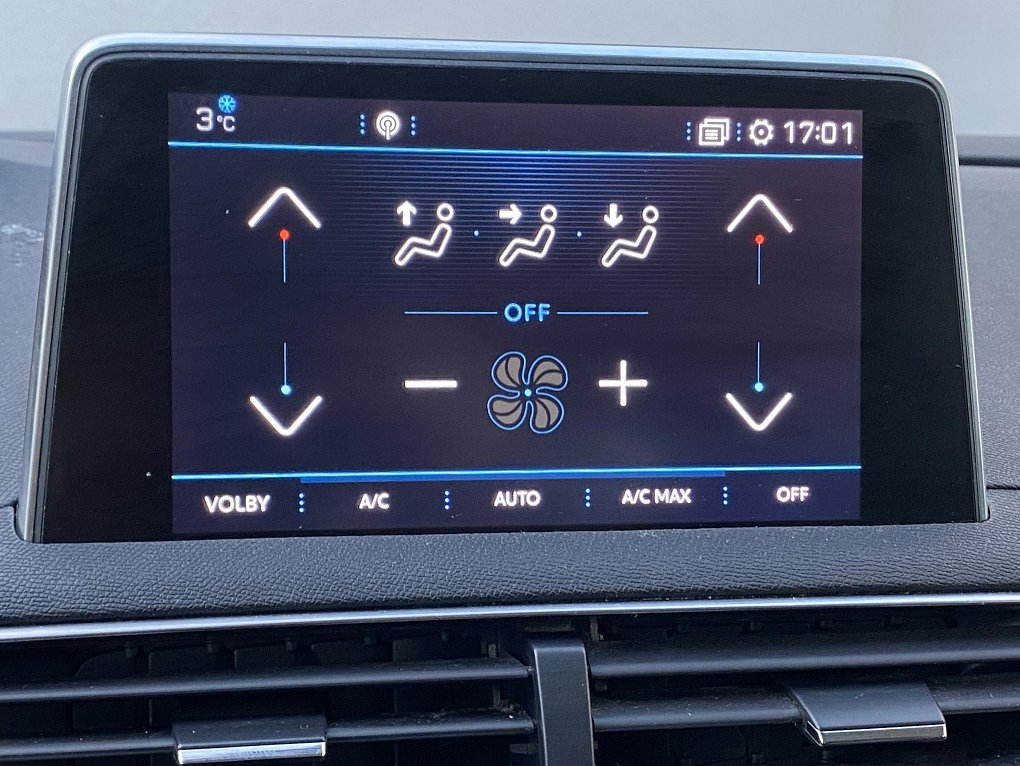 3°C 17:01
OFF
VOLBY A/C AUTO A/C MAX OFF